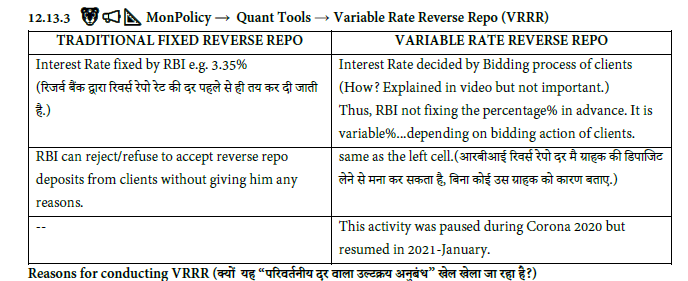 12.13.3 MonPolicy → Quant Tools → Variable Rate Reverse Repo (VRRR)
TRADITIONAL FIXED REVERSE REPO
VARIABLE RATE REVERSE REPO
Interest Rate fixed by RBI e.g. 3.35%
(रिजर्व बैंक द्वारा रिवर्स रेपो रेट की दर पहले से ही तय कर दी जाती
है.)
Interest Rate decided by Bidding process of clients
(How? Explained in video but not important.)
Thus, RBI not fixing the percentage% in advance. It is
variable%...depending on bidding action of clients.
RBI can reject/refuse to accept reverse repo
deposits from clients without giving him any
reasons.
same as the left cell.(आरबीआई रिवर्स रेपो दर मै ग्राहक की डिपाजिट
लेने से मना कर सकता है, बिना कोई उस ग्राहक को कारण बताए.)
--
This activity was paused during Corona 2020 but
resumed in 2021-January.
Reasons for conducting VRRR (क्यों यह “परिवर्तनीय दर वाला उल्टक्रय अनुबंध” खेल खेला जा रहा है?)